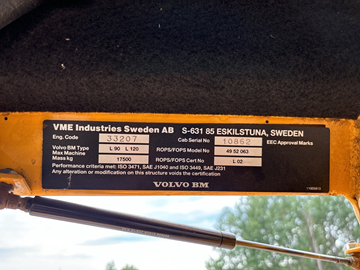 VME Industries Sweden AB S-631 85 ESKILSTUNA, SWEDEN
Eng. Code 33207 Cab Serial No 10862 EEC Approval Marks
Volvo BM Type L 90 L 120 ROPS/FOPS Model No 49 52 063
Max Machine Mass kg 17500 ROPS/FOPS Cert No L 02
Performance criteria met: ISO 3471, SAE J1040 and ISO 3449, SAE J231
Any alteration on this structure voids the certification
VOLVO BM